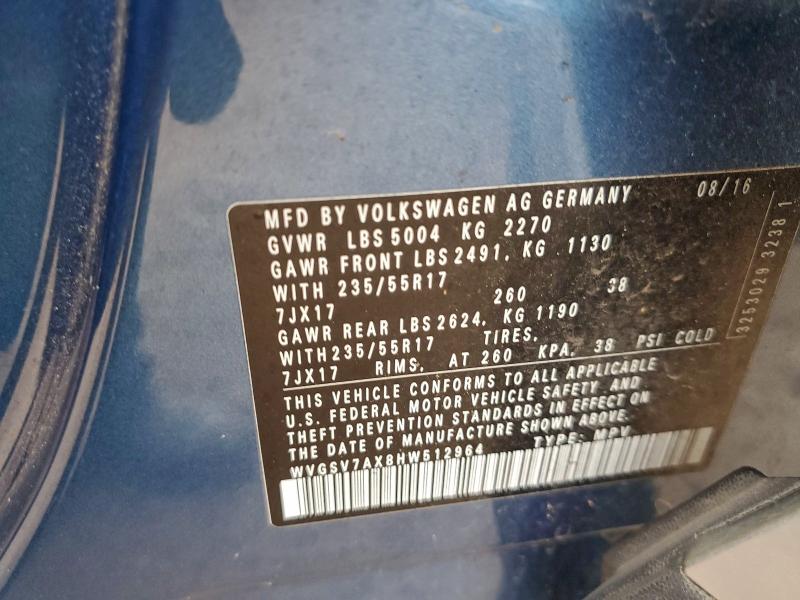 MFD BY VOLKSWAGEN AG GERMANY 08/16
GVWR LBS 5004 KG 2270
GAWR FRONT LBS 2491, KG 1130
WITH 235/55R17
7JX17 260 38
GAWR REAR LBS 2624, KG 1190
WITH 235/55R17 TIRES,
7JX17 RIMS, AT 260 KPA, 38 PSI COLD
THIS VEHICLE CONFORMS TO ALL APPLICABLE
U.S. FEDERAL MOTOR VEHICLE SAFETY AND
THEFT PREVENTION STANDARDS IN EFFECT ON
THE DATE OF MANUFACTURE SHOWN ABOVE.
WVGSV7AX8HW512964 TYPE: MPV
3253029 3238 1